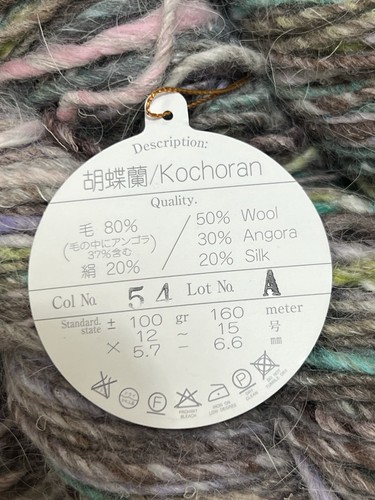 Description:
胡蝶蘭/Kochoran
Quality.
毛 80%
(毛の中にアンゴラ
37%含む)
絹 20%
50% Wool
30% Angora
20% Silk
Col No. 54 Lot No. A
Standard state ± 100 gr 160 meter
12 ~ 15 号
× 5.7 - 6.6 mm
F
P